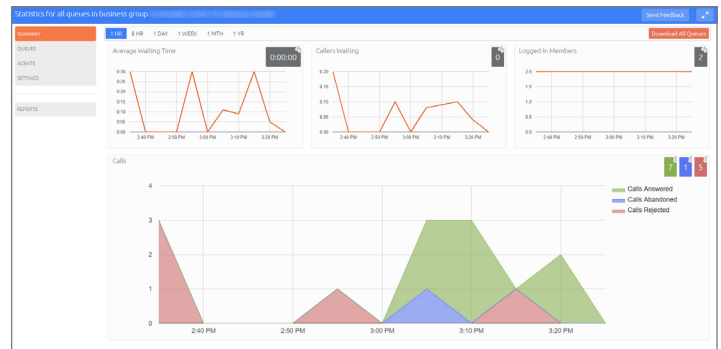 Statistics for all queues in business group
Send Feedback
SUMMARY
QUEUES
AGENTS
SETTINGS
REPORTS
1 HR 8 HR 1 DAY 1 WEEK 1 MTH 1 YR
Download All Queues
Average Waiting Time
0:00:00
0:30
0:25
0:20
0:15
0:10
0:05
0:00
2:40 PM 2:50 PM 3:00 PM 3:10 PM 3:20 PM
Callers Waiting
0
0.20
0.15
0.10
0.05
0.00
2:40 PM 2:50 PM 3:00 PM 3:10 PM 3:20 PM
Logged-in Members
2
2.0
1.5
1.0
0.5
0.0
2:40 PM 2:50 PM 3:00 PM 3:10 PM 3:20 PM
Calls
7 1 5
4
3
2
1
0
2:40 PM 2:50 PM 3:00 PM 3:10 PM 3:20 PM
Calls Answered
Calls Abandoned
Calls Rejected